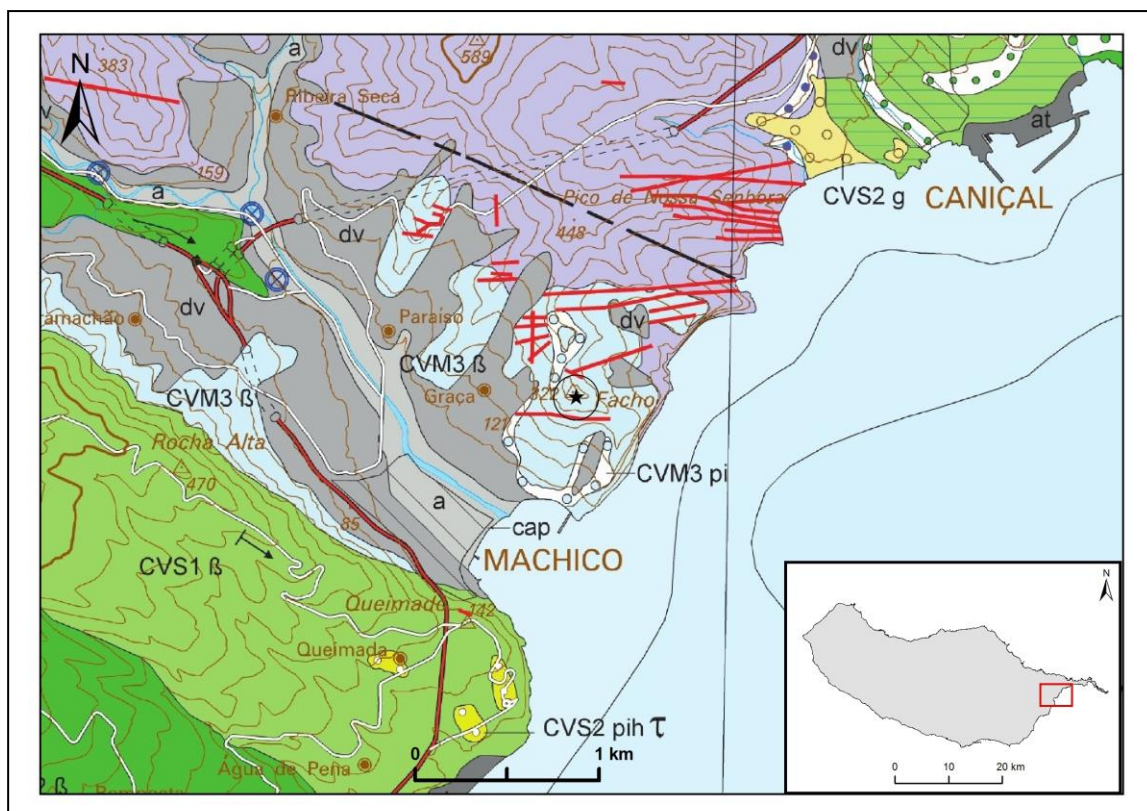 a
dv
589
383
N
Ribeira Seca
at
v
159
Pico de Nossa Senhora
CVS2 g
CANIÇAL
a
dv
448
dv
ramachão
Paraíso
dv
CVM3 ß
CVM3 ß
Graça
322
Facho
121
Rocha Alta
CVM3 pi
470
a
85
cap
MACHICO
CVS1 ß
N
Queimada
142
Queimada
CVS2 pih τ
0
1 km
Água de Pena
0
10
20 km